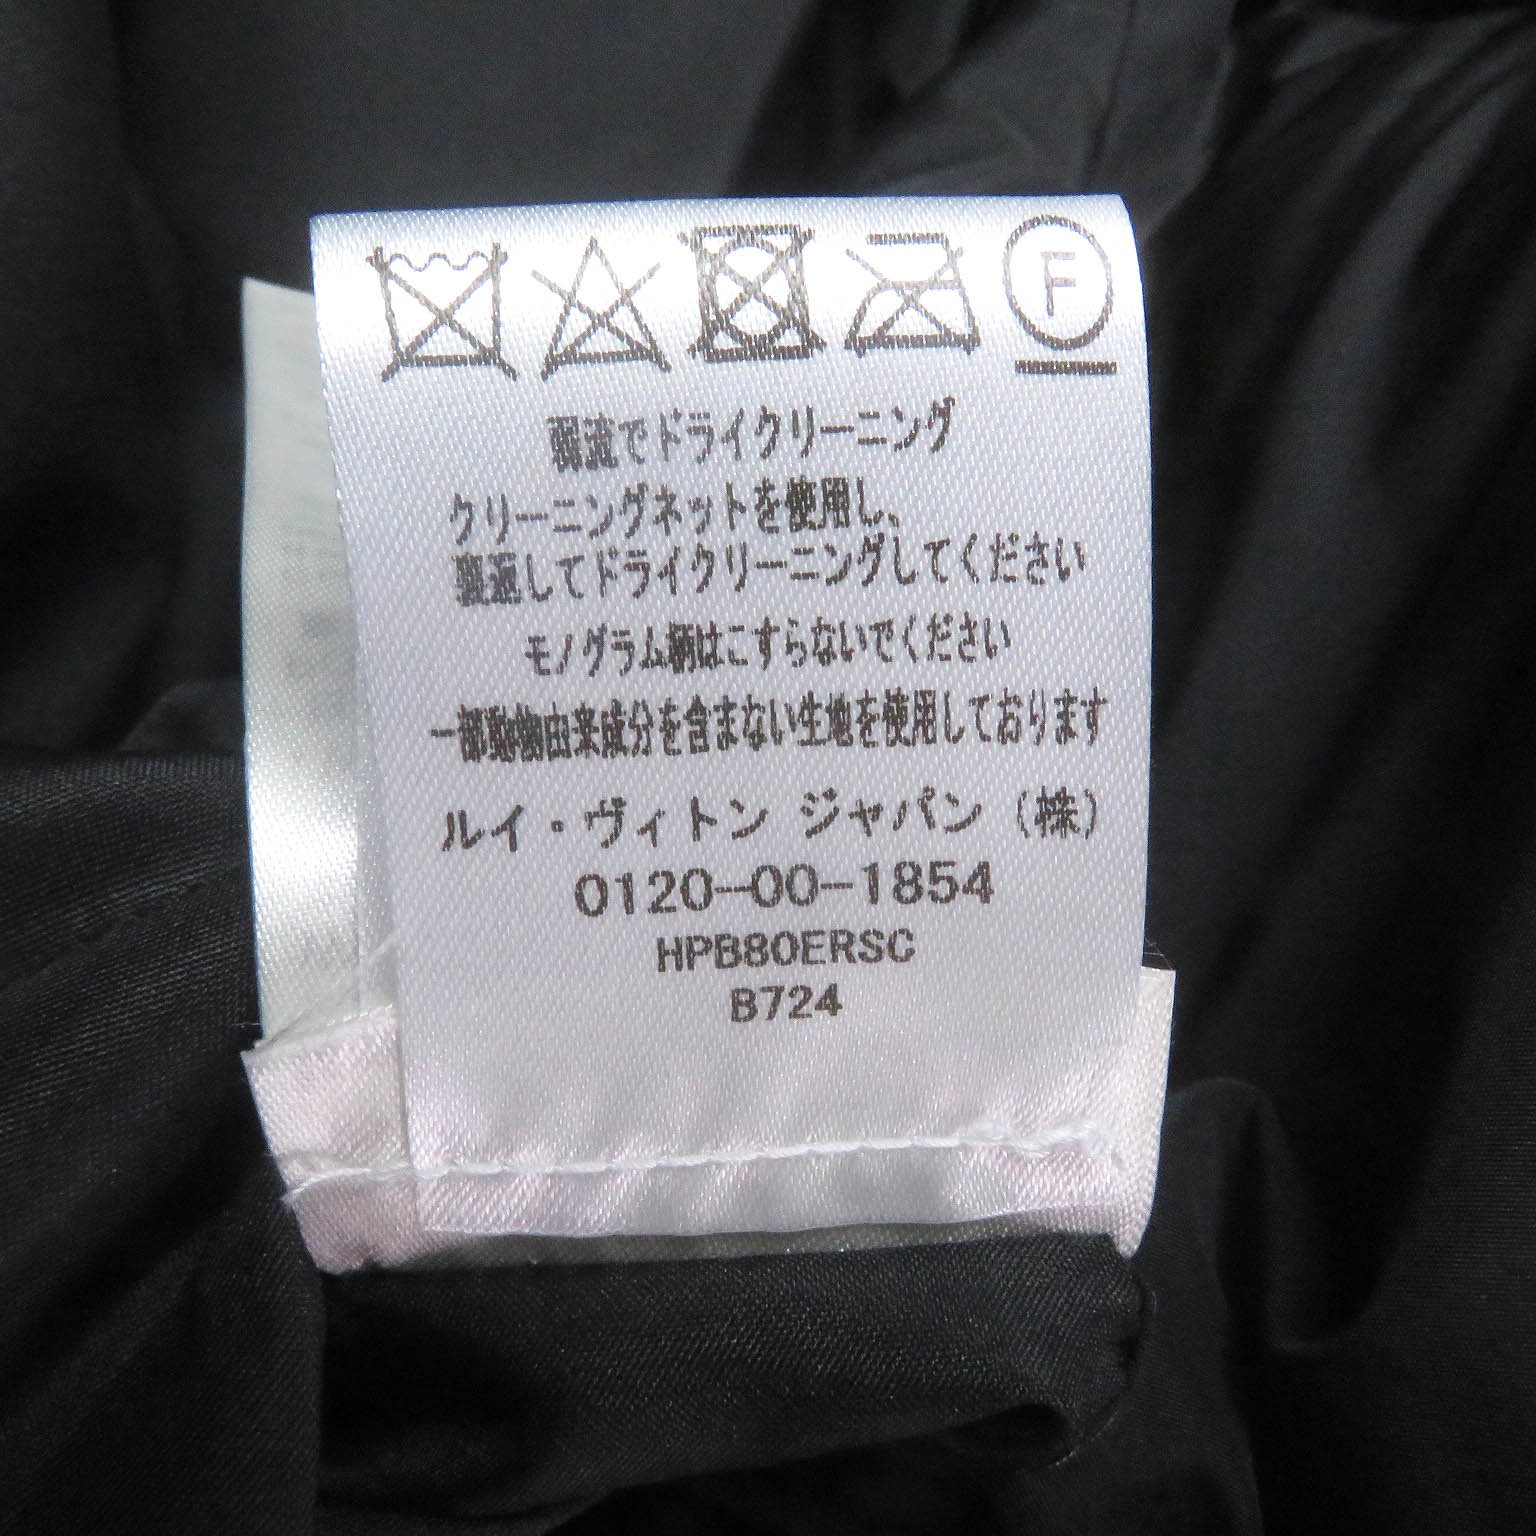 F
弱流でドライクリーニング
クリーニングネットを使用し、
裏返してドライクリーニングしてください
モノグラム柄はこすらないでください
一部動物由来成分を含まない生地を使用しております
ルイ・ヴィトン ジャパン（株）
0120-00-1854
HPB80ERSC
B724